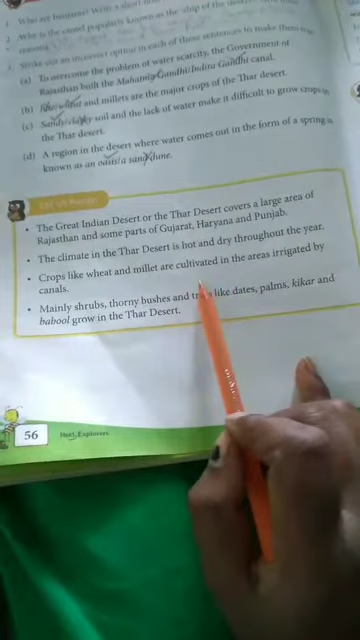 1. Who are
2. Why is the camel popularly known as the ship of the desert?
reasons.
3. Strike out an incorrect option in each of these sentences to make them true.
(a) To overcome the problem of water scarcity, the Government of
Rajasthan built the Mahatma Gandhi/Indira Gandhi canal.
(b) Rice/wheat and millets are the major crops of the Thar desert.
(c) Sandy/clayey soil and the lack of water make it difficult to grow crops in
the Thar desert.
(d) A region in the desert where water comes out in the form of a spring is
known as an oasis/a sand dune.
• The Great Indian Desert or the Thar Desert covers a large area of
Rajasthan and some parts of Gujarat, Haryana and Punjab.
• The climate in the Thar Desert is hot and dry throughout the year.
• Crops like wheat and millet are cultivated in the areas irrigated by
canals.
• Mainly shrubs, thorny bushes and trees like dates, palms, kikar and
babool grow in the Thar Desert.
56